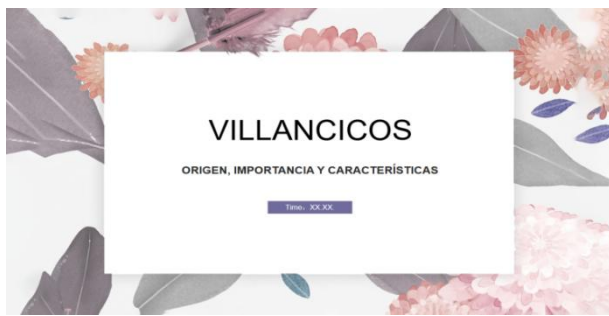 VILLANCICOS
ORIGEN, IMPORTANCIA Y CARACTERÍSTICAS
Time: XX.XX